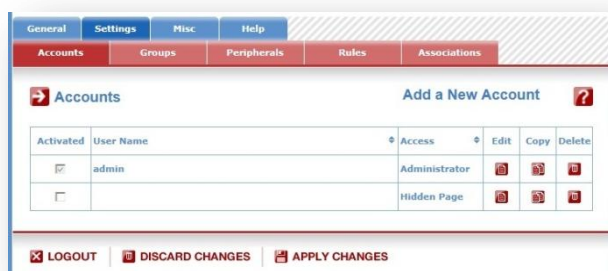 General Settings Misc Help
Accounts Groups Peripherals Rules Associations
Accounts Add a New Account ?
Activated User Name Access Edit Copy Delete
admin Administrator
Hidden Page
LOGOUT DISCARD CHANGES APPLY CHANGES